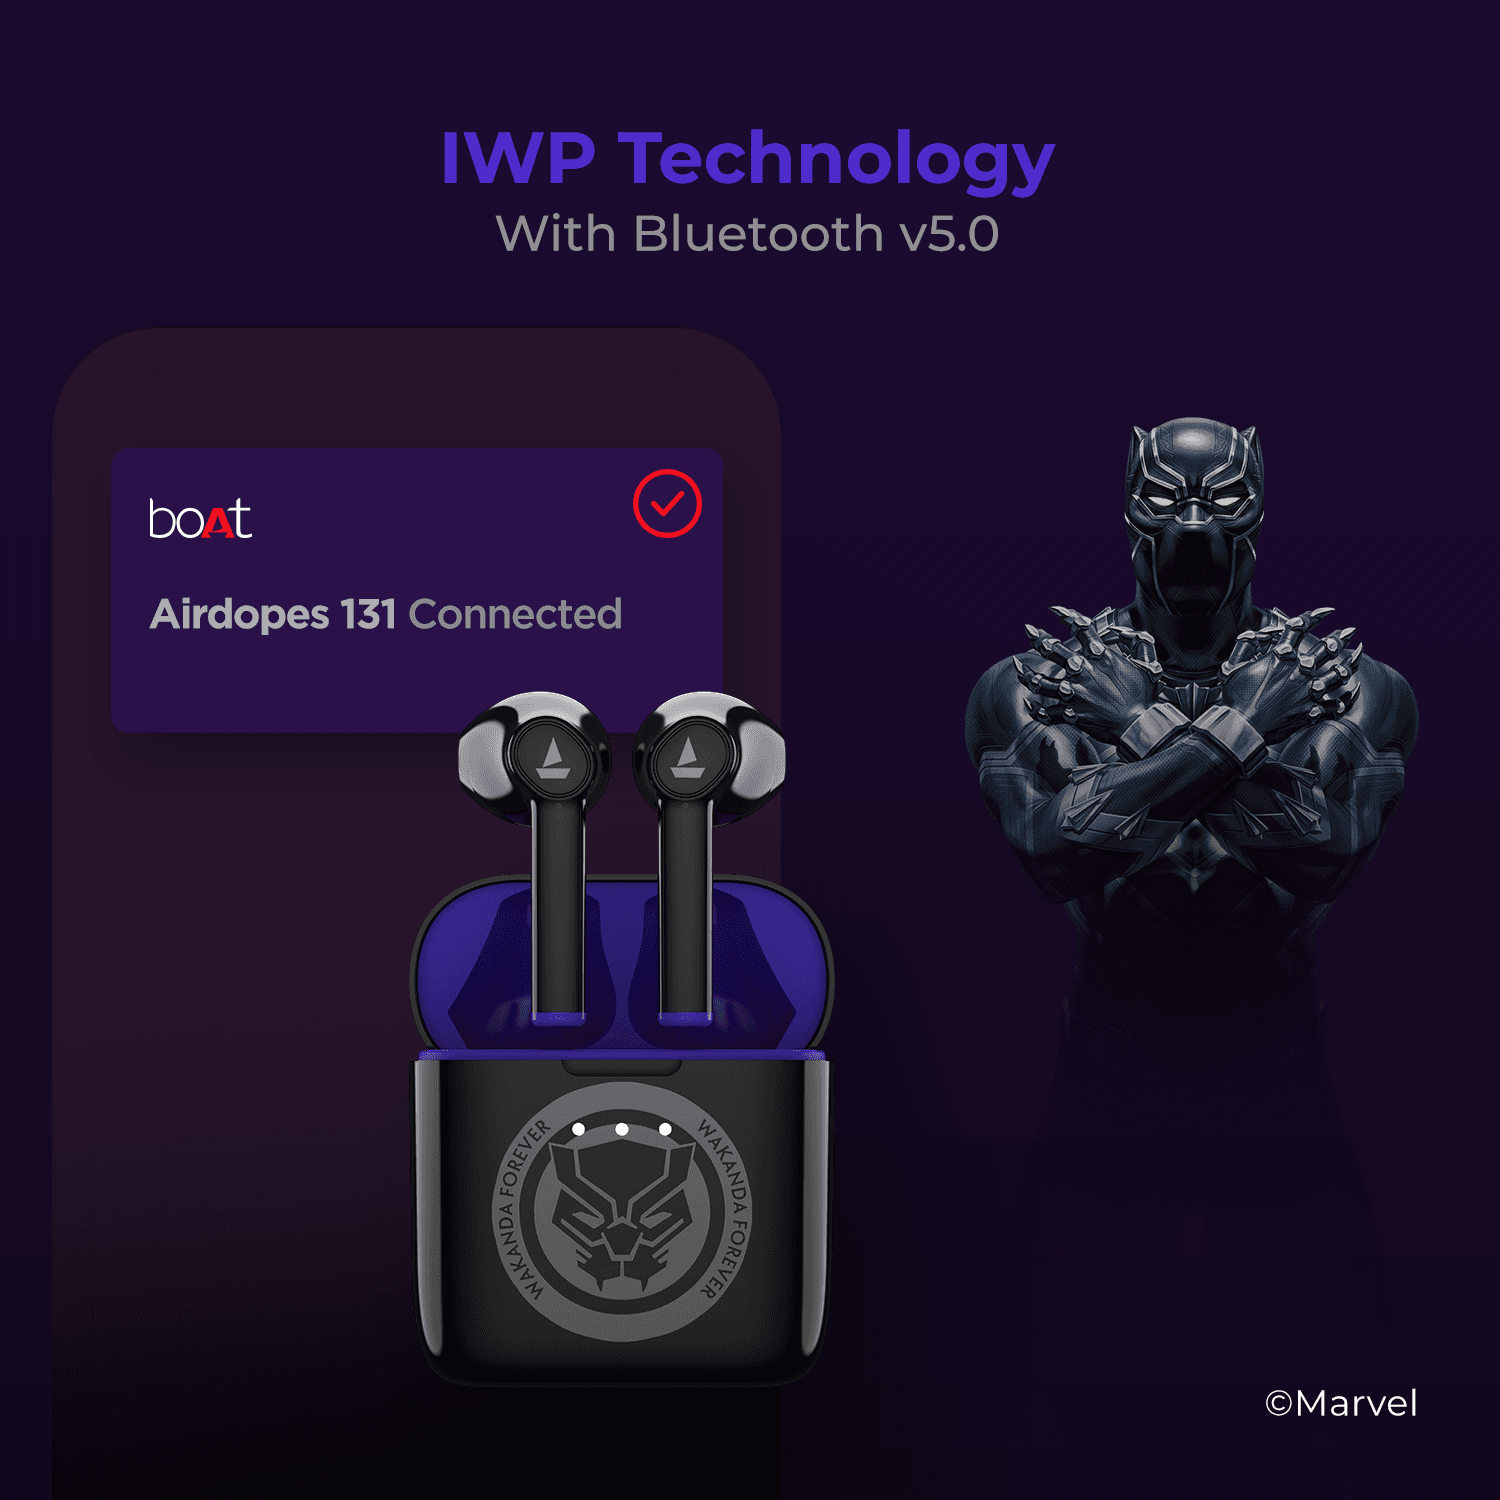 IWP Technology
With Bluetooth v5.0
boAt
Airdopes 131 Connected
WAKANDA FOREVER
WAKANDA FOREVER
©Marvel